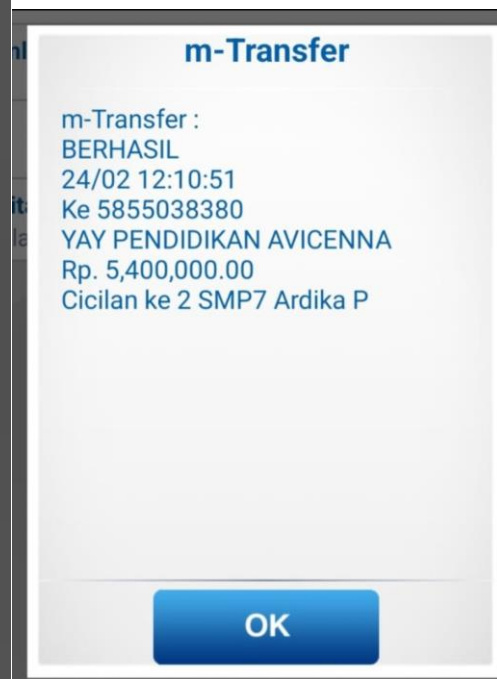 m-Transfer
m-Transfer :
BERHASIL
24/02 12:10:51
Ke 5855038380
YAY PENDIDIKAN AVICENNA
Rp. 5,400,000.00
Cicilan ke 2 SMP7 Ardika P
OK